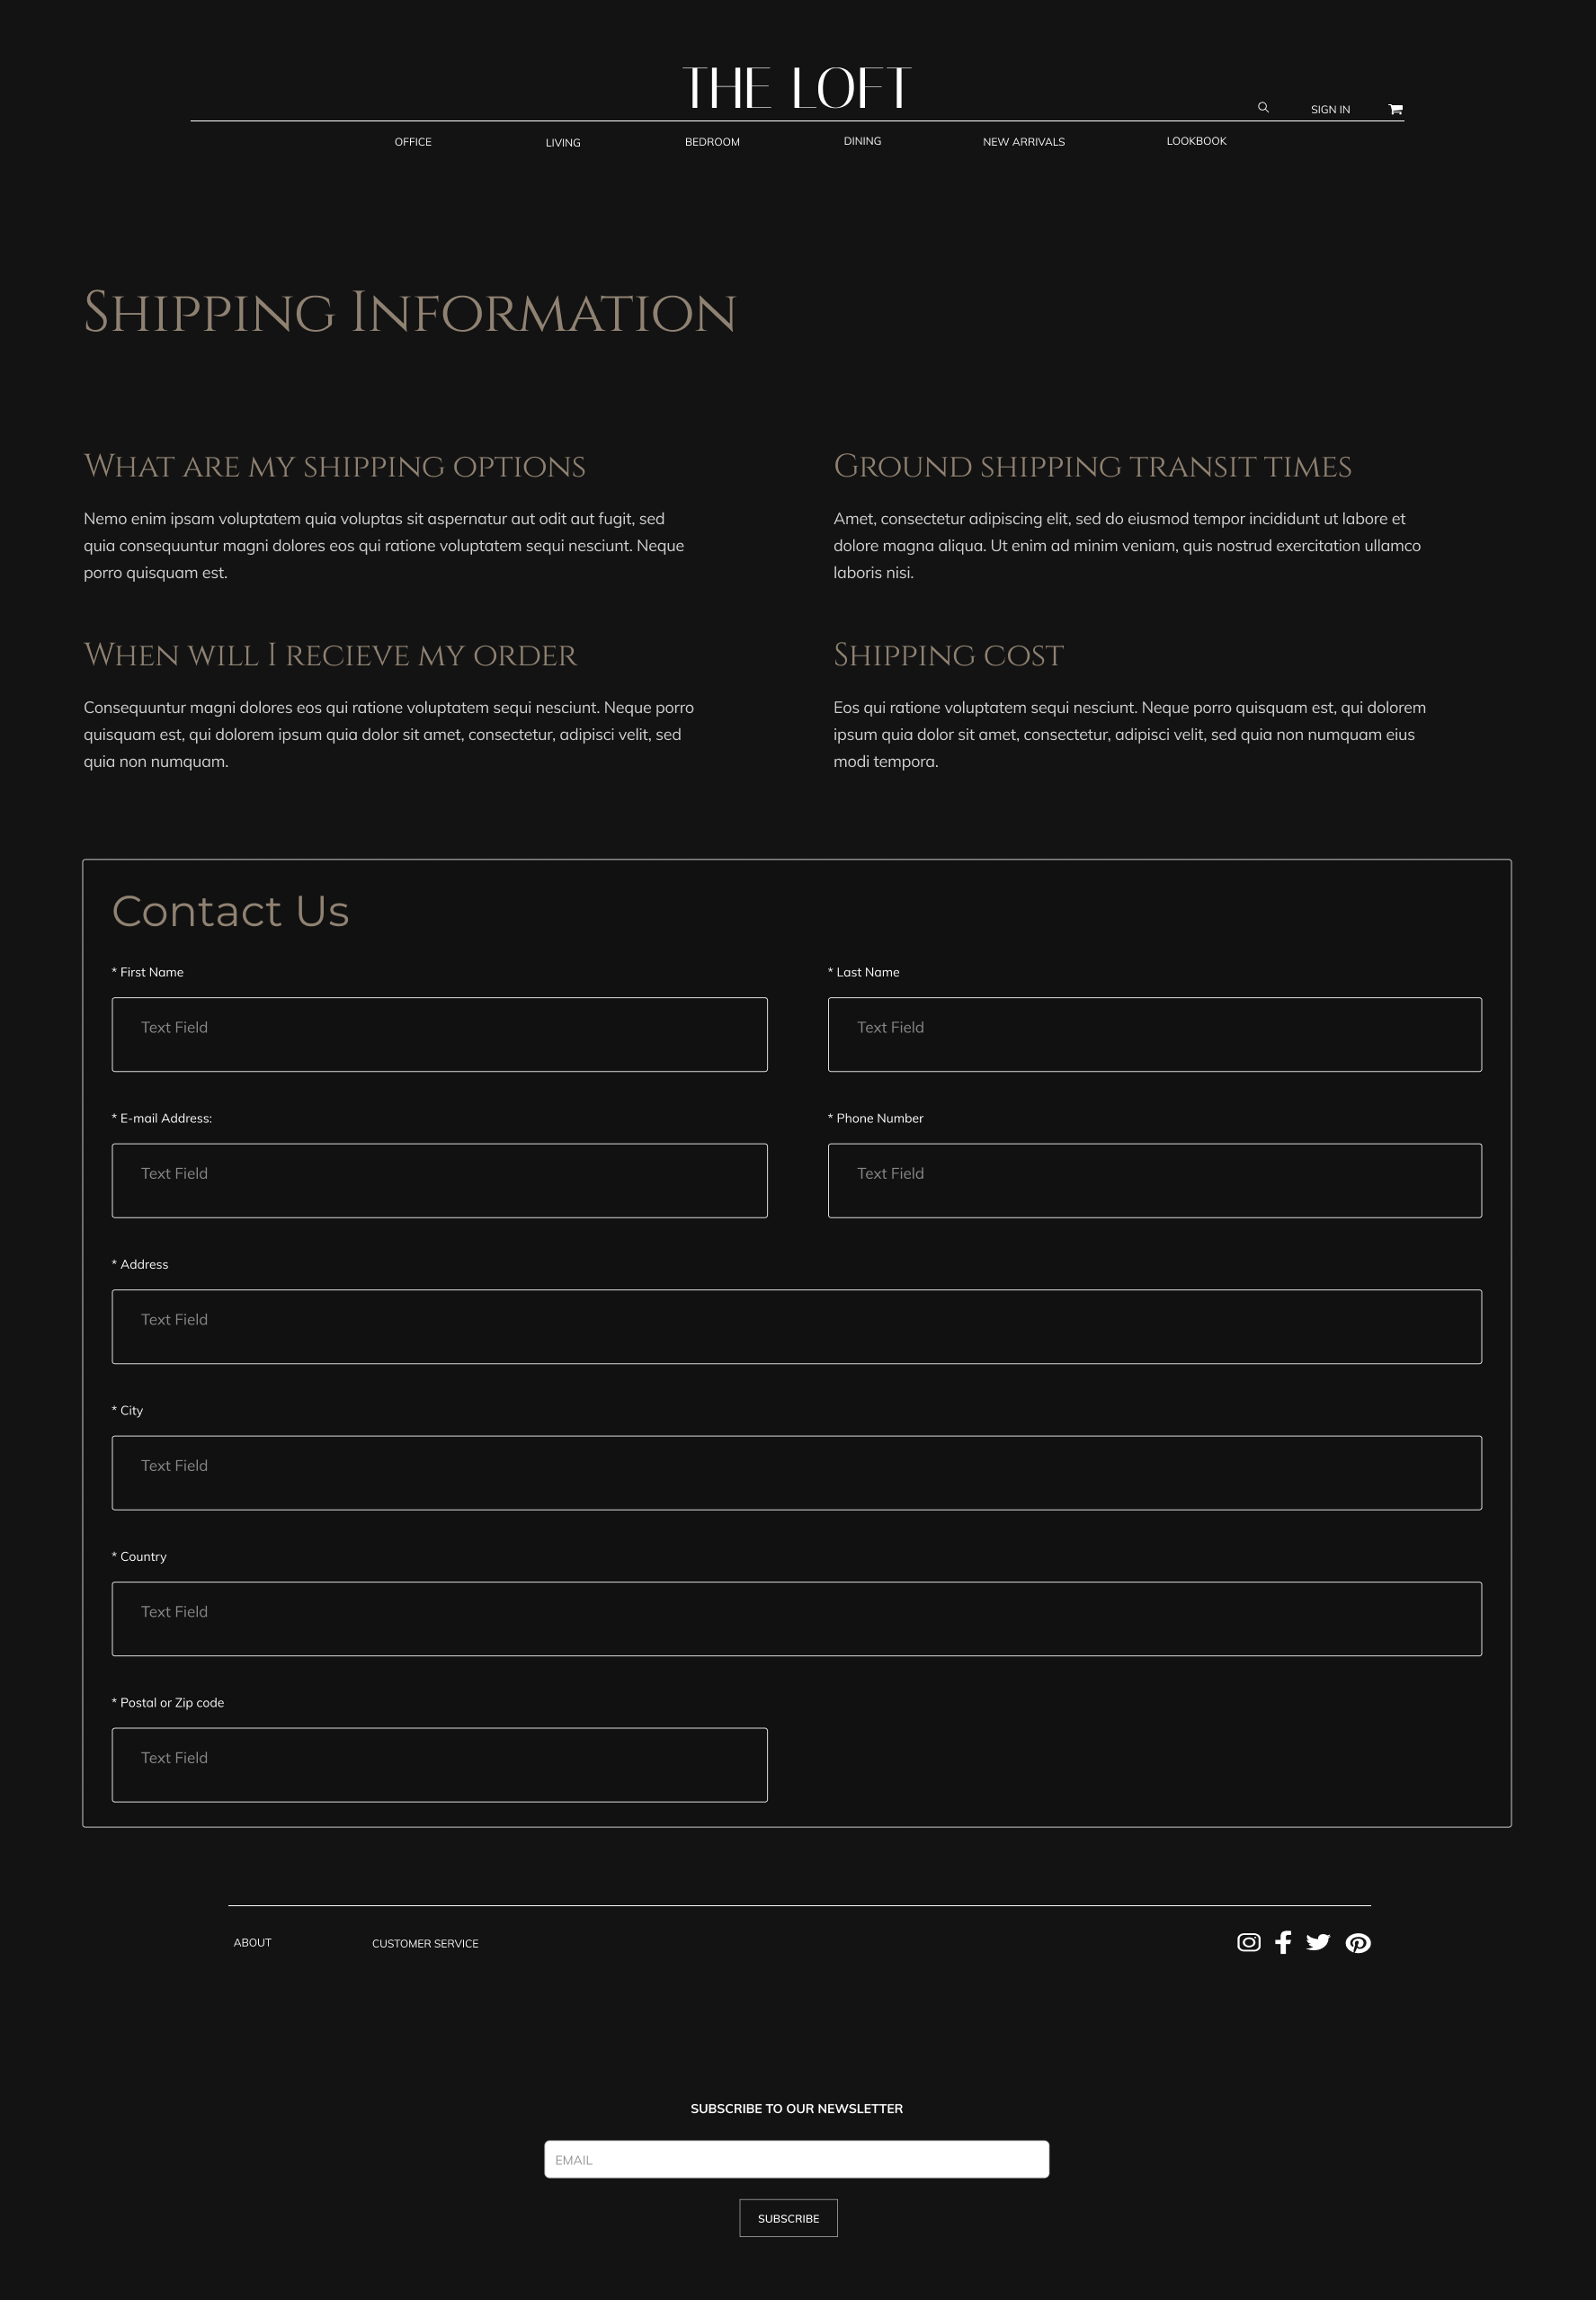 THE LOFT
SIGN IN
OFFICE
LIVING
BEDROOM
DINING
NEW ARRIVALS
LOOKBOOK
Shipping Information
What are my shipping options
Nemo enim ipsam voluptatem quia voluptas sit aspernatur aut odit aut fugit, sed
quia consequuntur magni dolores eos qui ratione voluptatem sequi nesciunt. Neque
porro quisquam est.
Ground shipping transit times
Amet, consectetur adipiscing elit, sed do eiusmod tempor incididunt ut labore et
dolore magna aliqua. Ut enim ad minim veniam, quis nostrud exercitation ullamco
laboris nisi.
When will I recieve my order
Consequuntur magni dolores eos qui ratione voluptatem sequi nesciunt. Neque porro
quisquam est, qui dolorem ipsum quia dolor sit amet, consectetur, adipisci velit, sed
quia non numquam.
Shipping cost
Eos qui ratione voluptatem sequi nesciunt. Neque porro quisquam est, qui dolorem
ipsum quia dolor sit amet, consectetur, adipisci velit, sed quia non numquam eius
modi tempora.
Contact Us
* First Name
Text Field
* Last Name
Text Field
* E-mail Address:
Text Field
* Phone Number
Text Field
* Address
Text Field
* City
Text Field
* Country
Text Field
* Postal or Zip code
Text Field
ABOUT
CUSTOMER SERVICE
SUBSCRIBE TO OUR NEWSLETTER
EMAIL
SUBSCRIBE